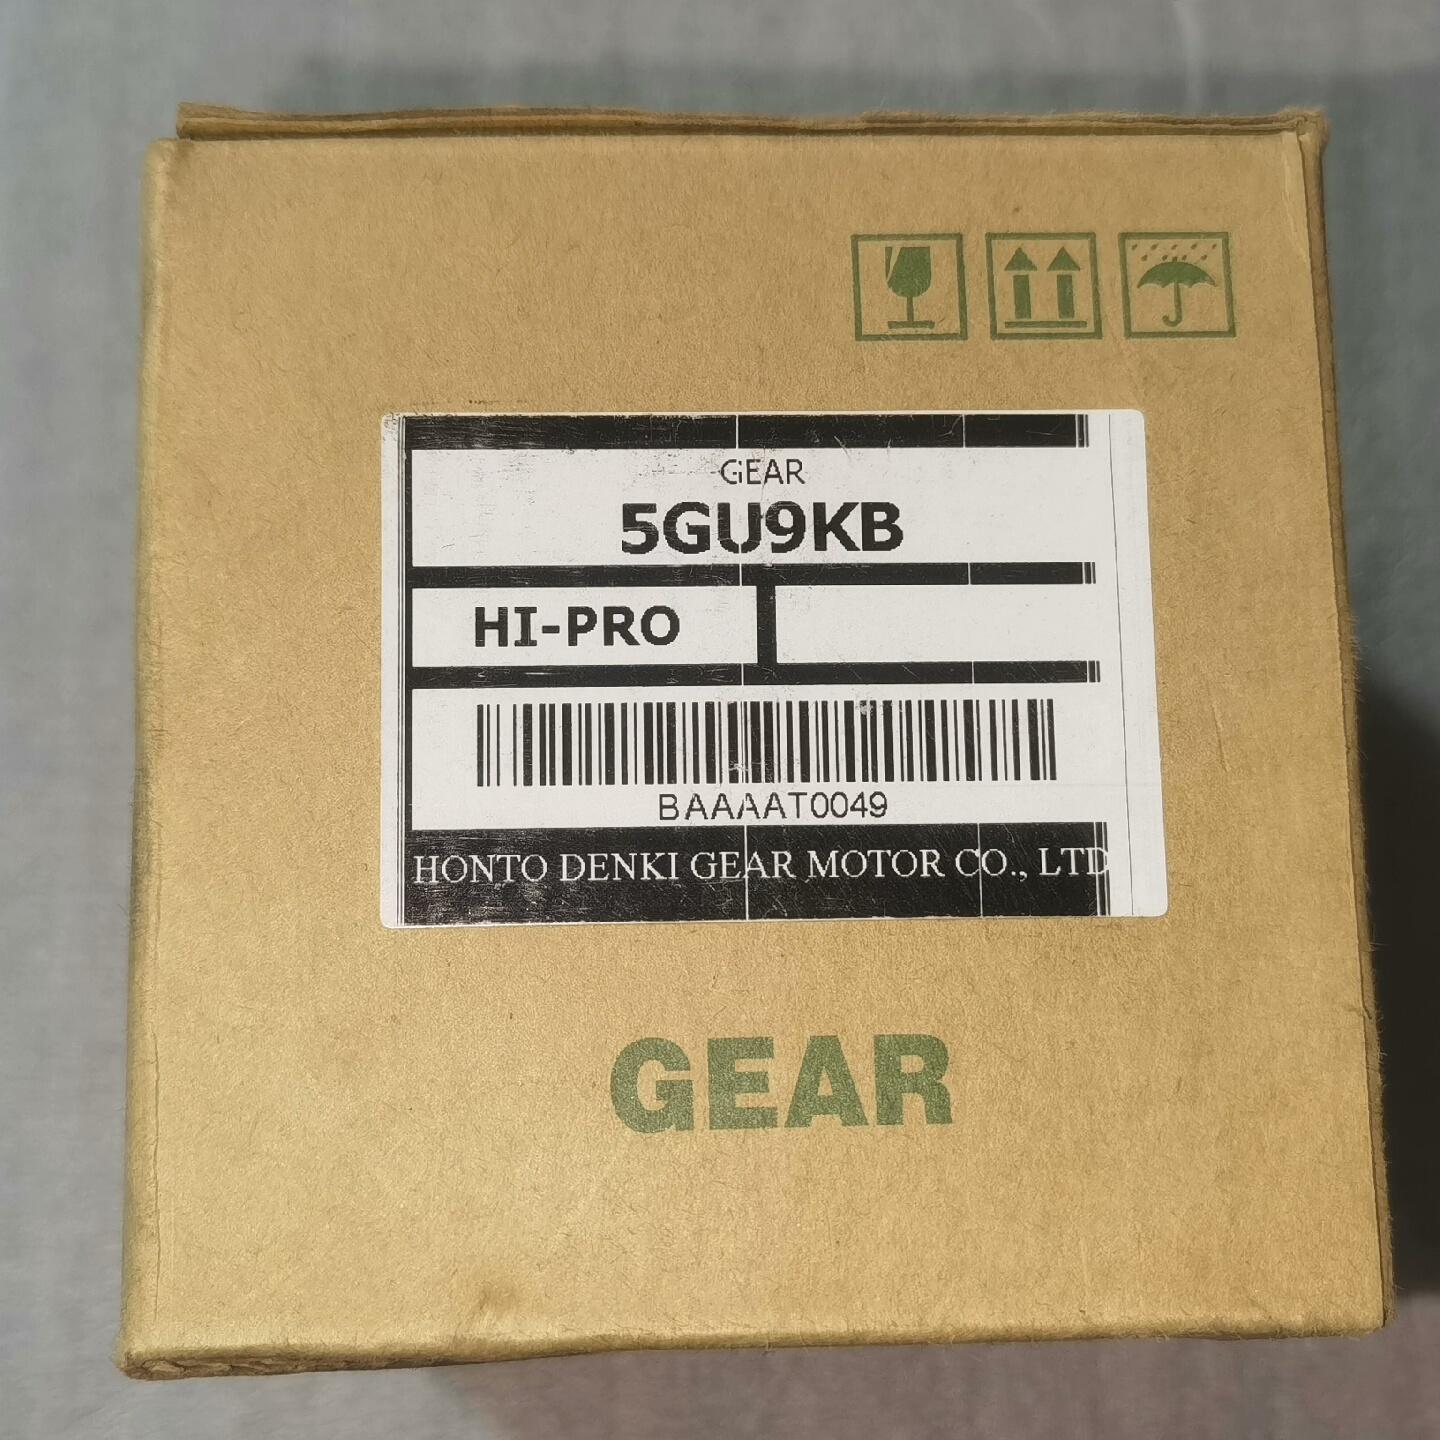 GEAR
5GU9KB
HI-PRO
BAAAAT0049
HONTO DENKI GEAR MOTOR CO., LTD
GEAR